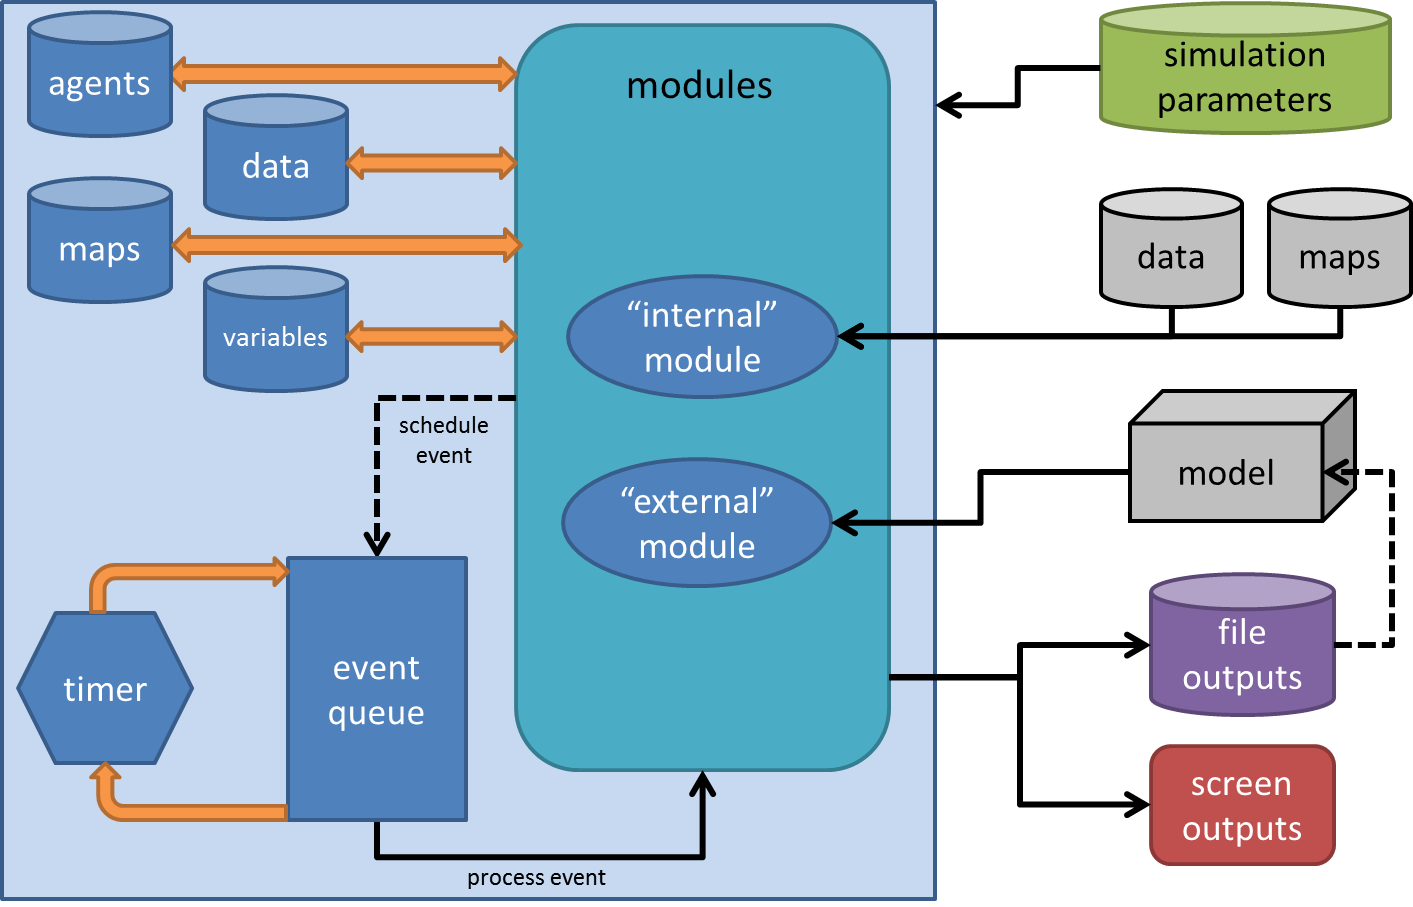 agents
data
maps
variables
modules
“internal”
module
“external”
module
schedule
event
timer
event
queue
process event
simulation
parameters
data
maps
model
file
outputs
screen
outputs